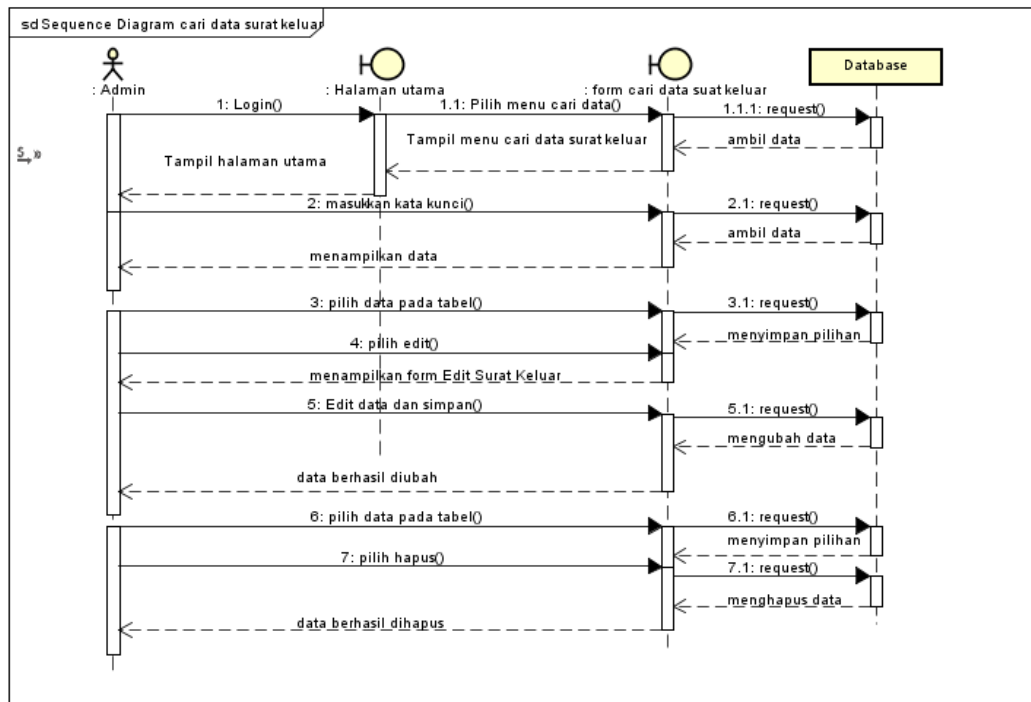 sd Sequence Diagram cari data surat keluar
: Admin
: Halaman utama
: form cari data suat keluar
Database
1: Login()
1.1: Pilih menu cari data()
1.1.1: request()
ambil data
Tampil menu cari data surat keluar
Tampil halaman utama
2: masukkan kata kunci()
2.1: request()
ambil data
menampilkan data
3: pilih data pada tabel()
3.1: request()
menyimpan pilihan
4: pilih edit()
menampilkan form Edit Surat Keluar
5: Edit data dan simpan()
5.1: request()
mengubah data
data berhasil diubah
6: pilih data pada tabel()
6.1: request()
menyimpan pilihan
7: pilih hapus()
7.1: request()
menghapus data
data berhasil dihapus